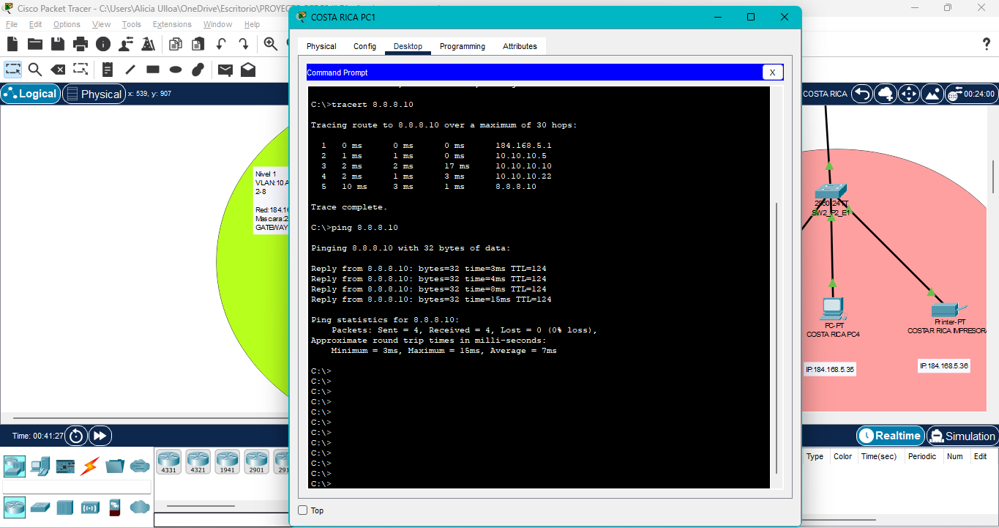 Cisco Packet Tracer - C:\Users\Alicia Ulloa\OneDrive\Escritorio\PROYEC
COSTA RICA PC1
File Edit Options View Tools Extensions Window Help
Physical Config Desktop Programming Attributes
Command Prompt
X
Logical
Physical
x: 539, y: 907
COSTA RICA
00:24:00
C:\>tracert 8.8.8.10
Tracing route to 8.8.8.10 over a maximum of 30 hops:
1 0 ms 0 ms 0 ms 184.168.5.1
2 1 ms 1 ms 0 ms 10.10.10.5
3 2 ms 2 ms 17 ms 10.10.10.10
4 2 ms 1 ms 3 ms 10.10.10.22
5 10 ms 3 ms 1 ms 8.8.8.10
Trace complete.
C:\>ping 8.8.8.10
Pinging 8.8.8.10 with 32 bytes of data:
Reply from 8.8.8.10: bytes=32 time=3ms TTL=124
Reply from 8.8.8.10: bytes=32 time=4ms TTL=124
Reply from 8.8.8.10: bytes=32 time=8ms TTL=124
Reply from 8.8.8.10: bytes=32 time=15ms TTL=124
Ping statistics for 8.8.8.10:
Packets: Sent = 4, Received = 4, Lost = 0 (0% loss),
Approximate round trip times in milli-seconds:
Minimum = 3ms, Maximum = 15ms, Average = 7ms
C:\>
C:\>
C:\>
C:\>
C:\>
C:\>
C:\>
C:\>
C:\>
C:\>
C:\>
C:\>
Top
Nivel 1
VLAN:10 A
2-8
Red:184.16
Mascara:2
GATEWAY
2960-24TT
SW2_P2_E1
PC-PT
COSTA RICA PC4
Printer-PT
COSTAR RICA IMPRESORA
IP:184.168.5.35
IP:184.168.5.36
Time: 00:41:27
Realtime
Simulation
4331 4321 1941 2901 291
Type Color Time(sec) Periodic Num Edit